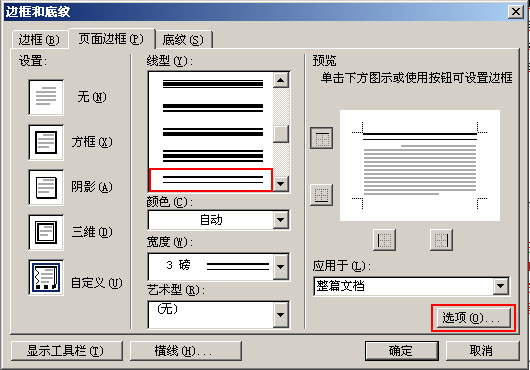 边框和底纹
边框(B) 页面边框(P) 底纹(S)
设置:
无(N)
方框(X)
阴影(A)
三维(D)
自定义(U)
线型(Y):
颜色(C):
自动
宽度(W):
3 磅
艺术型(R):
(无)
预览
单击下方图示或使用按钮可设置边框
应用于(L):
整篇文档
选项(O)...
显示工具栏(T) 横线(H)... 确定 取消